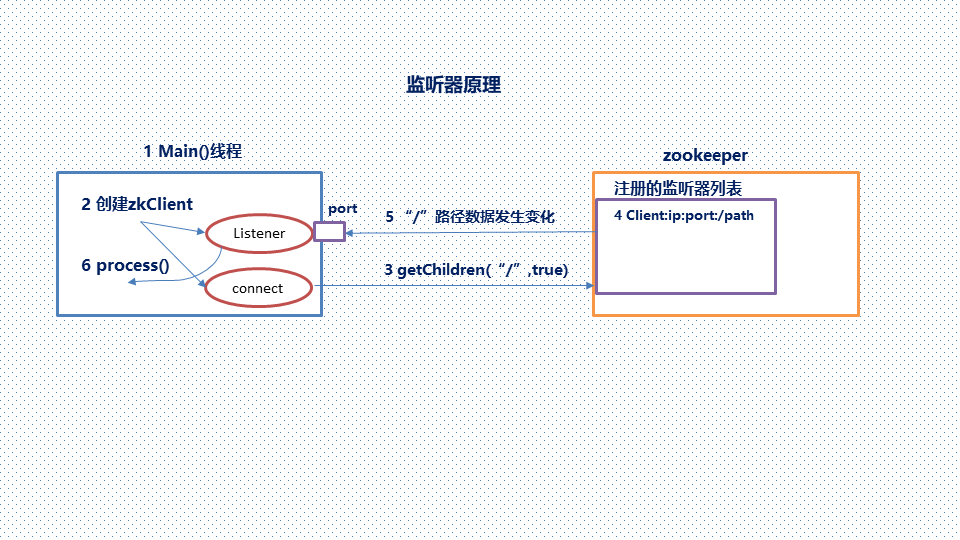 监听器原理
1 Main()线程
zookeeper
2 创建zkClient
Listener
port
5 “/”路径数据发生变化
注册的监听器列表
4 Client:ip:port:/path
6 process()
connect
3 getChildren(“/”,true)